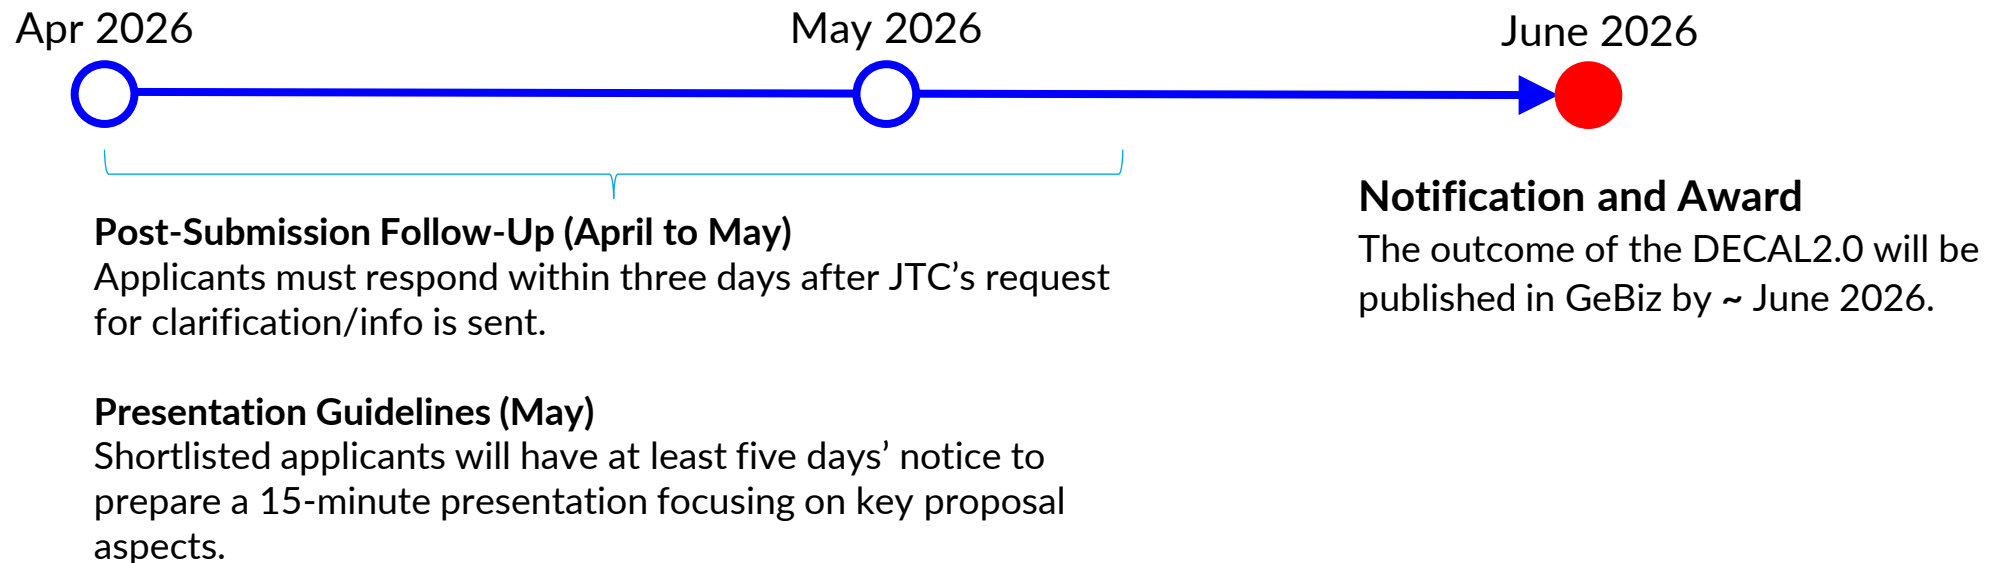 Apr 2026
May 2026
June 2026
Post-Submission Follow-Up (April to May)
Applicants must respond within three days after JTC’s request
for clarification/info is sent.
Presentation Guidelines (May)
Shortlisted applicants will have at least five days’ notice to
prepare a 15-minute presentation focusing on key proposal
aspects.
Notification and Award
The outcome of the DECAL2.0 will be
published in GeBiz by ~ June 2026.